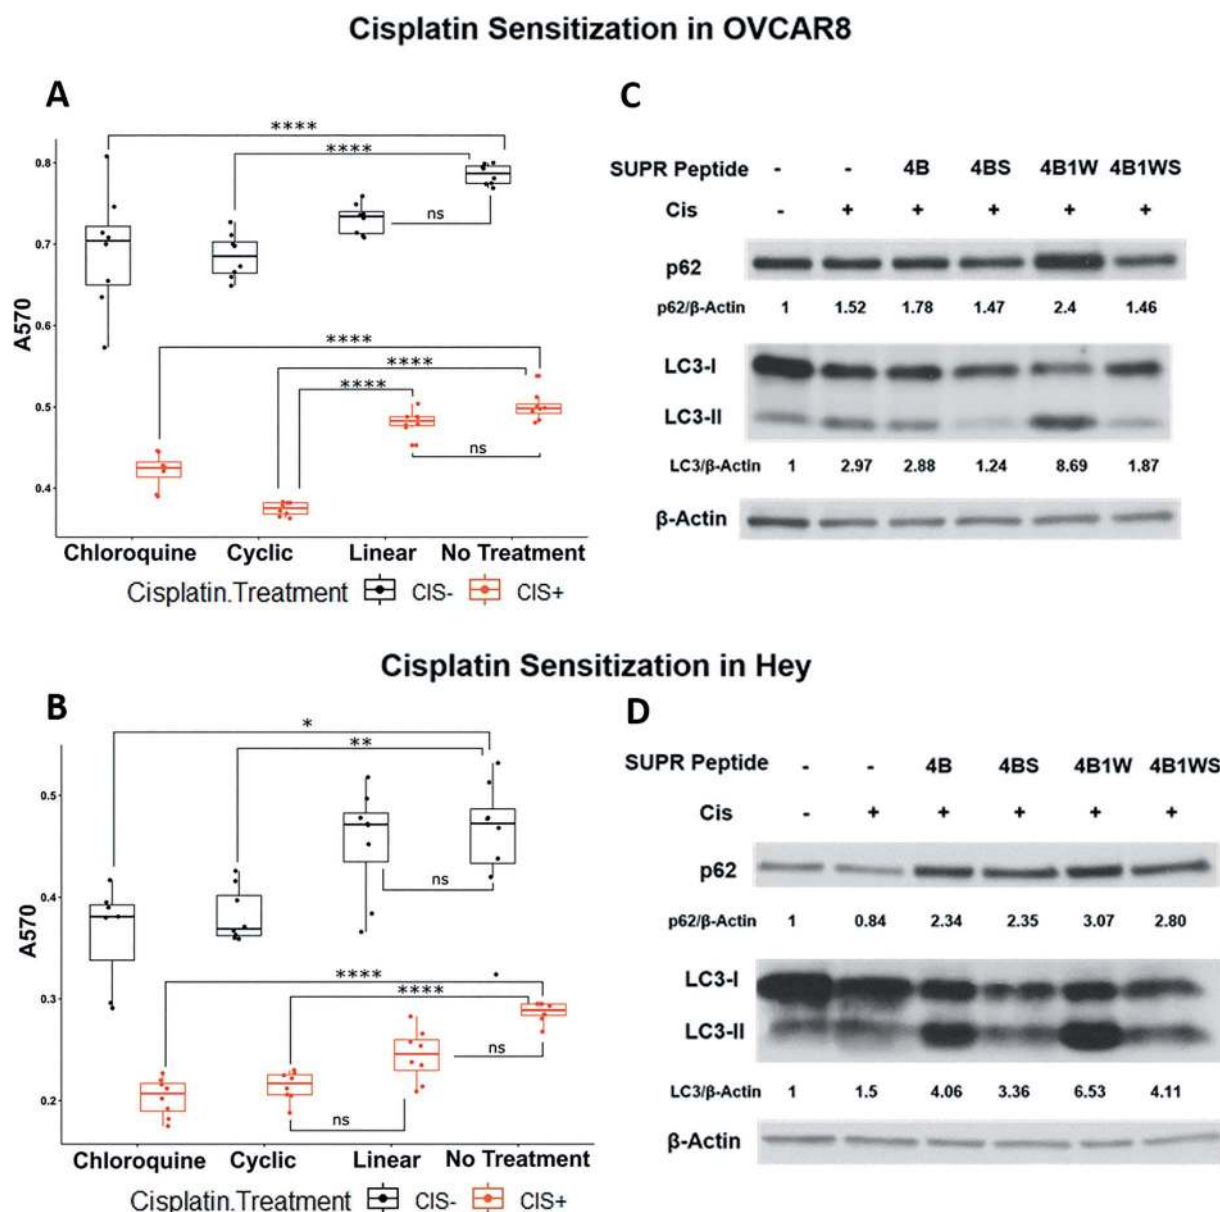 Cisplatin Sensitization in OVCAR8
A
****
****
ns
****
****
****
ns
A570
0.8
0.7
0.6
0.5
0.4
Chloroquine Cyclic Linear No Treatment
Cisplatin.Treatment CIS- CIS+
C
SUPR Peptide - - 4B 4BS 4B1W 4B1WS
Cis - + + + + +
p62
p62/β-Actin 1 1.52 1.78 1.47 2.4 1.46
LC3-I
LC3-II
LC3/β-Actin 1 2.97 2.88 1.24 8.69 1.87
β-Actin
Cisplatin Sensitization in Hey
B
*
**
ns
****
****
ns
ns
A570
0.5
0.4
0.3
0.2
Chloroquine Cyclic Linear No Treatment
Cisplatin.Treatment CIS- CIS+
D
SUPR Peptide - - 4B 4BS 4B1W 4B1WS
Cis - + + + + +
p62
p62/β-Actin 1 0.84 2.34 2.35 3.07 2.80
LC3-I
LC3-II
LC3/β-Actin 1 1.5 4.06 3.36 6.53 4.11
β-Actin